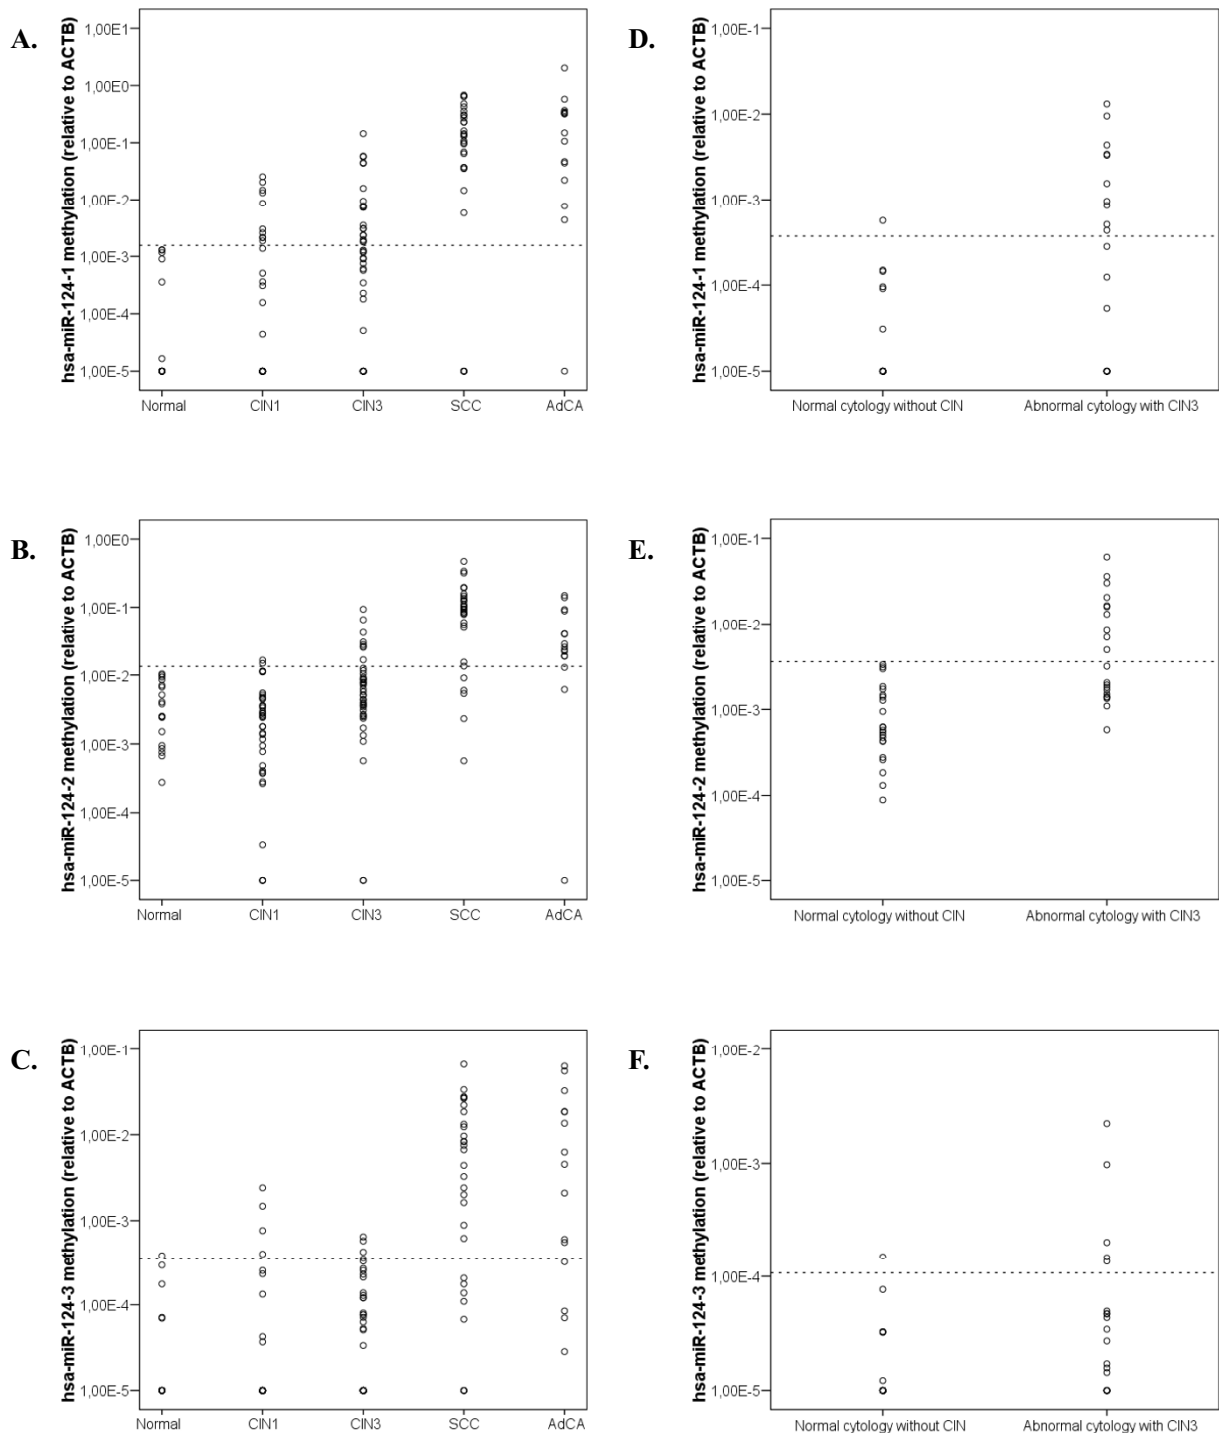 A.
hsa-miR-124-1 methylation (relative to ACTB)
1,00E1
1,00E0
1,00E-1
1,00E-2
1,00E-3
1,00E-4
1,00E-5
Normal CIN1 CIN3 SCC AdCA
D.
hsa-miR-124-1 methylation (relative to ACTB)
1,00E-1
1,00E-2
1,00E-3
1,00E-4
1,00E-5
Normal cytology without CIN Abnormal cytology with CIN3
B.
hsa-miR-124-2 methylation (relative to ACTB)
1,00E0
1,00E-1
1,00E-2
1,00E-3
1,00E-4
1,00E-5
Normal CIN1 CIN3 SCC AdCA
E.
hsa-miR-124-2 methylation (relative to ACTB)
1,00E-1
1,00E-2
1,00E-3
1,00E-4
1,00E-5
Normal cytology without CIN Abnormal cytology with CIN3
C.
hsa-miR-124-3 methylation (relative to ACTB)
1,00E-1
1,00E-2
1,00E-3
1,00E-4
1,00E-5
Normal CIN1 CIN3 SCC AdCA
F.
hsa-miR-124-3 methylation (relative to ACTB)
1,00E-2
1,00E-3
1,00E-4
1,00E-5
Normal cytology without CIN Abnormal cytology with CIN3